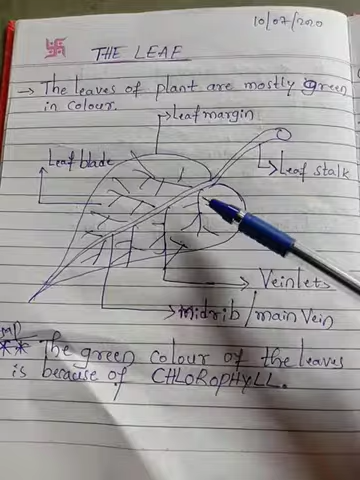 10/07/2020
THE LEAF
→ The leaves of plant are mostly green
in colour.
Leaf margin
Leaf blade
Leaf stalk
Veinlets
midrib/main vein
Imp
** The green colour of the leaves
is because of CHLOROPHYLL.